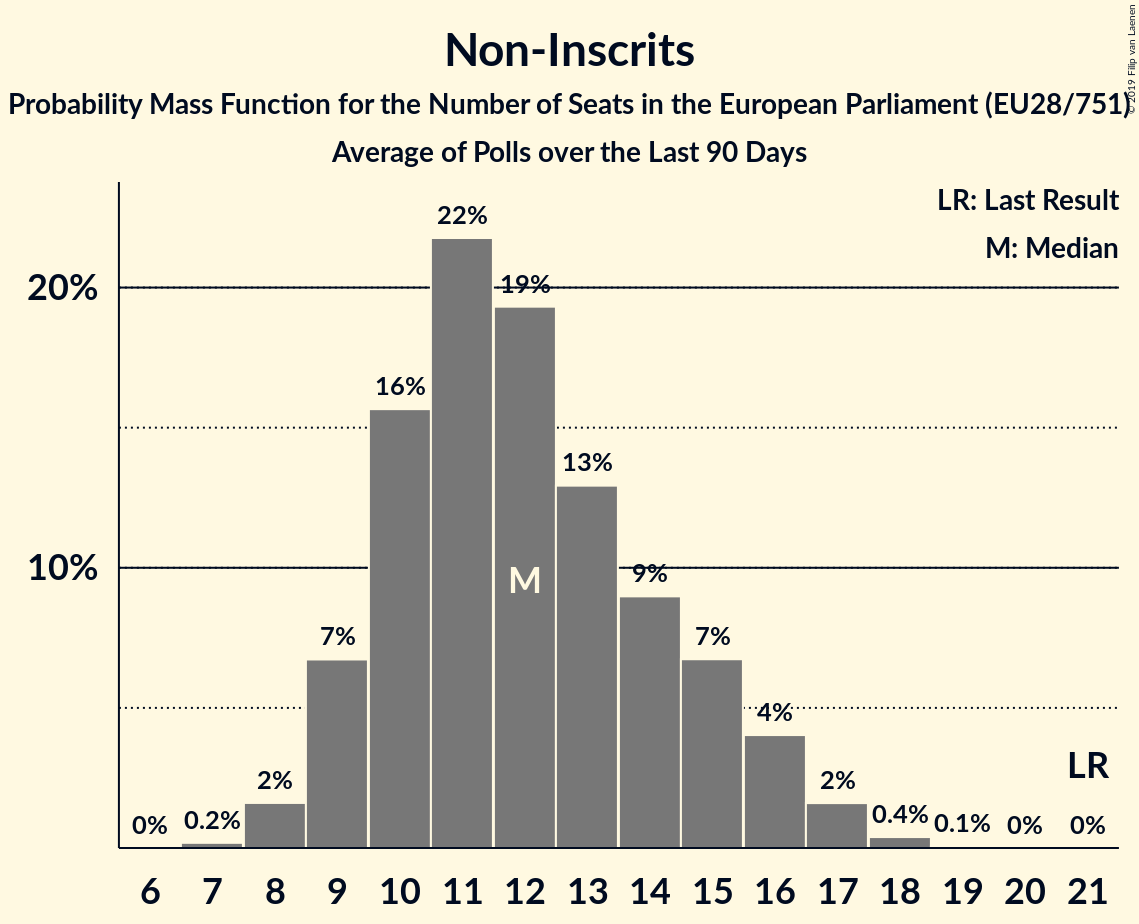 Non-Inscrits
Probability Mass Function for the Number of Seats in the European Parliament (EU28/751)
Average of Polls over the Last 90 Days
© 2019 Filip van Laenen
LR: Last Result
M: Median
22%
20%
19%
16%
13%
10%
9%
M
7%
7%
4%
LR
2%
2%
0%
0.2%
0.4%
0.1%
0%
0%
6 7 8 9 10 11 12 13 14 15 16 17 18 19 20 21